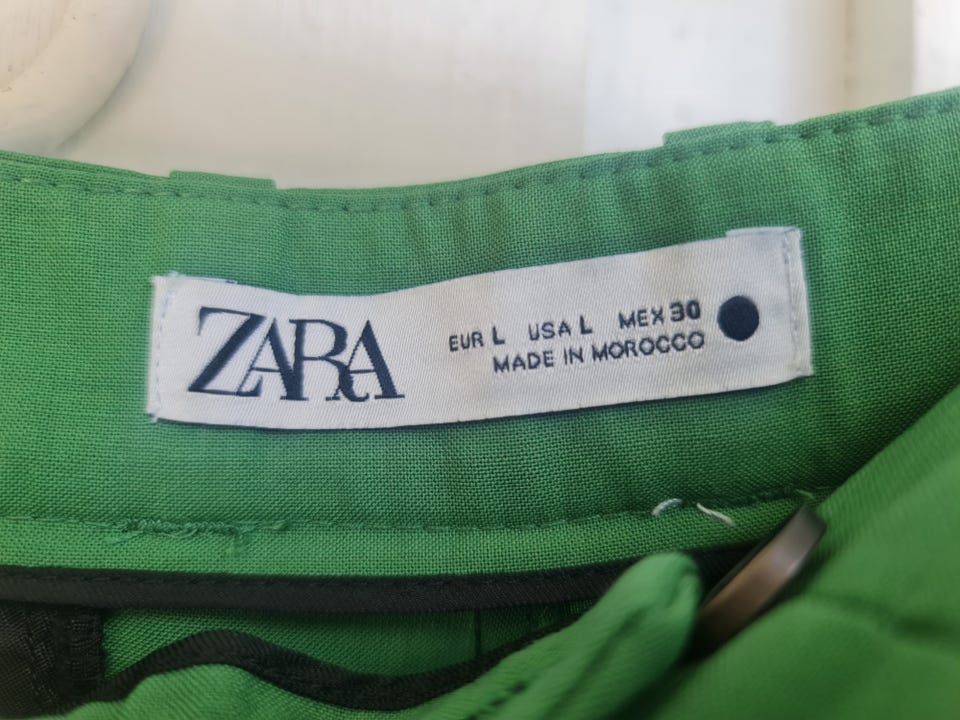 ZARA
EUR L USA L MEX 30
MADE IN MOROCCO